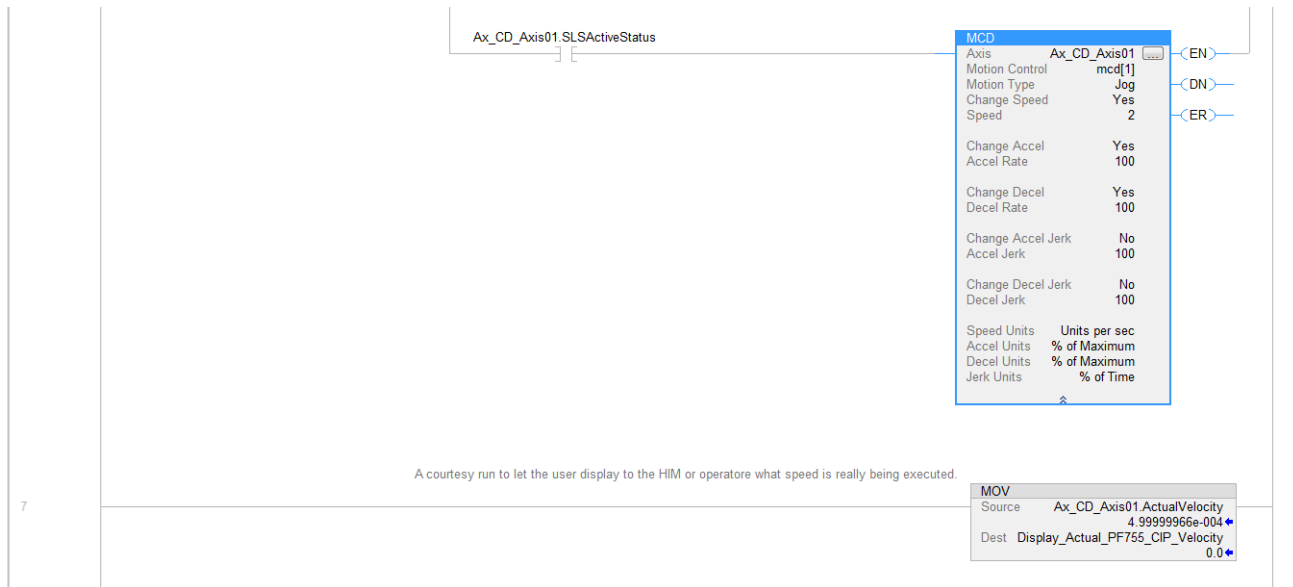 Ax_CD_Axis01.SLSActiveStatus
MCD
Axis Ax_CD_Axis01 ...
EN
Motion Control mcd[1]
Motion Type Jog
DN
Change Speed Yes
Speed 2
ER
Change Accel Yes
Accel Rate 100
Change Decel Yes
Decel Rate 100
Change Accel Jerk No
Accel Jerk 100
Change Decel Jerk No
Decel Jerk 100
Speed Units Units per sec
Accel Units % of Maximum
Decel Units % of Maximum
Jerk Units % of Time
A courtesy run to let the user display to the HIM or operatore what speed is really being executed.
7
MOV
Source Ax_CD_Axis01.ActualVelocity
4.99999966e-004
Dest Display_Actual_PF755_CIP_Velocity
0.0